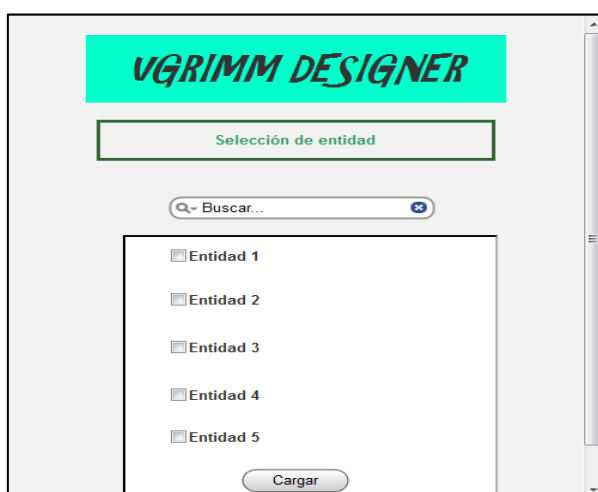 VGRIMM DESIGNER
Selección de entidad
Buscar...
Entidad 1
Entidad 2
Entidad 3
Entidad 4
Entidad 5
Cargar